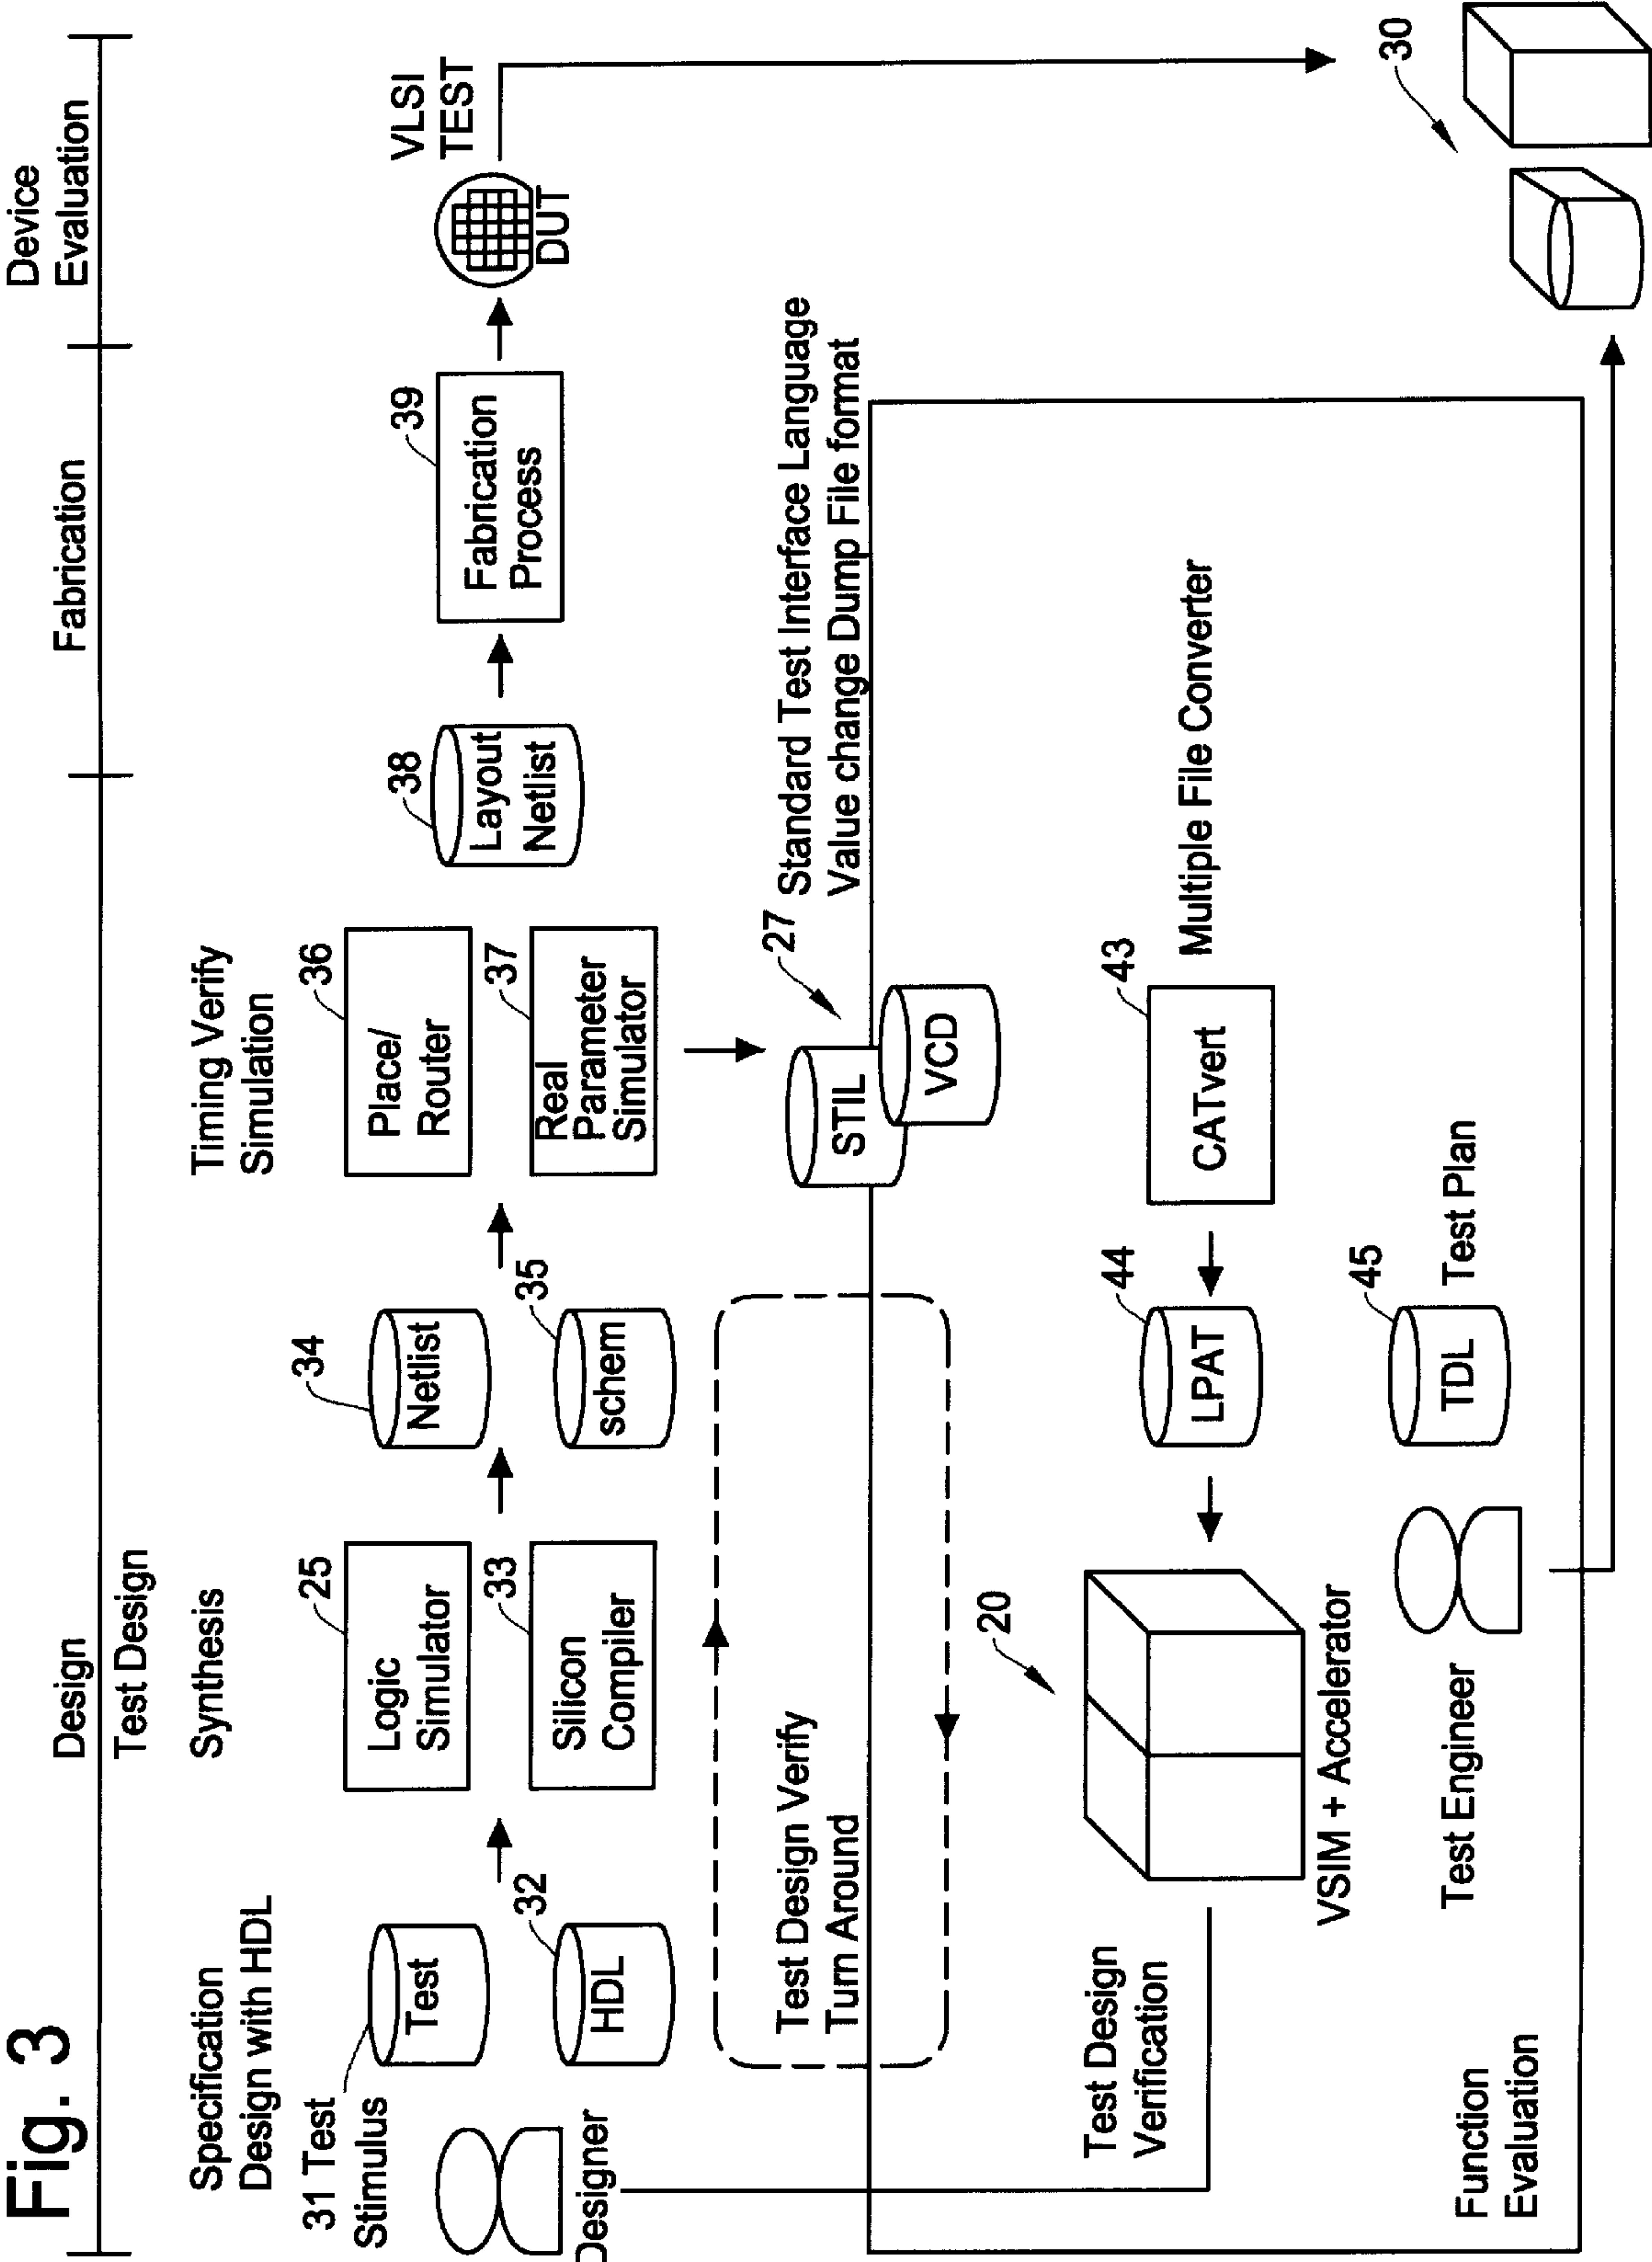 Fig. 3
Design
Fabrication
Device
Evaluation
Test Design
Specification
Design with HDL
Synthesis
Timing Verify
Simulation
31 Test
Stimulus
Test
32
HDL
Designer
25
Logic
Simulator
33
Silicon
Compiler
34
Netlist
35
schem
36
Place/
Router
37
Real
Parameter
Simulator
38
Layout
Netlist
39
Fabrication
Process
VLSI
TEST
DUT
Test Design Verify
Turn Around
27
STIL
VCD
Standard Test Interface Language
Value change Dump File format
Test Design
Verification
20
VSIM + Accelerator
44
LPAT
43
CATvert
Multiple File Converter
Function
Evaluation
Test Engineer
45
TDL
Test Plan
30